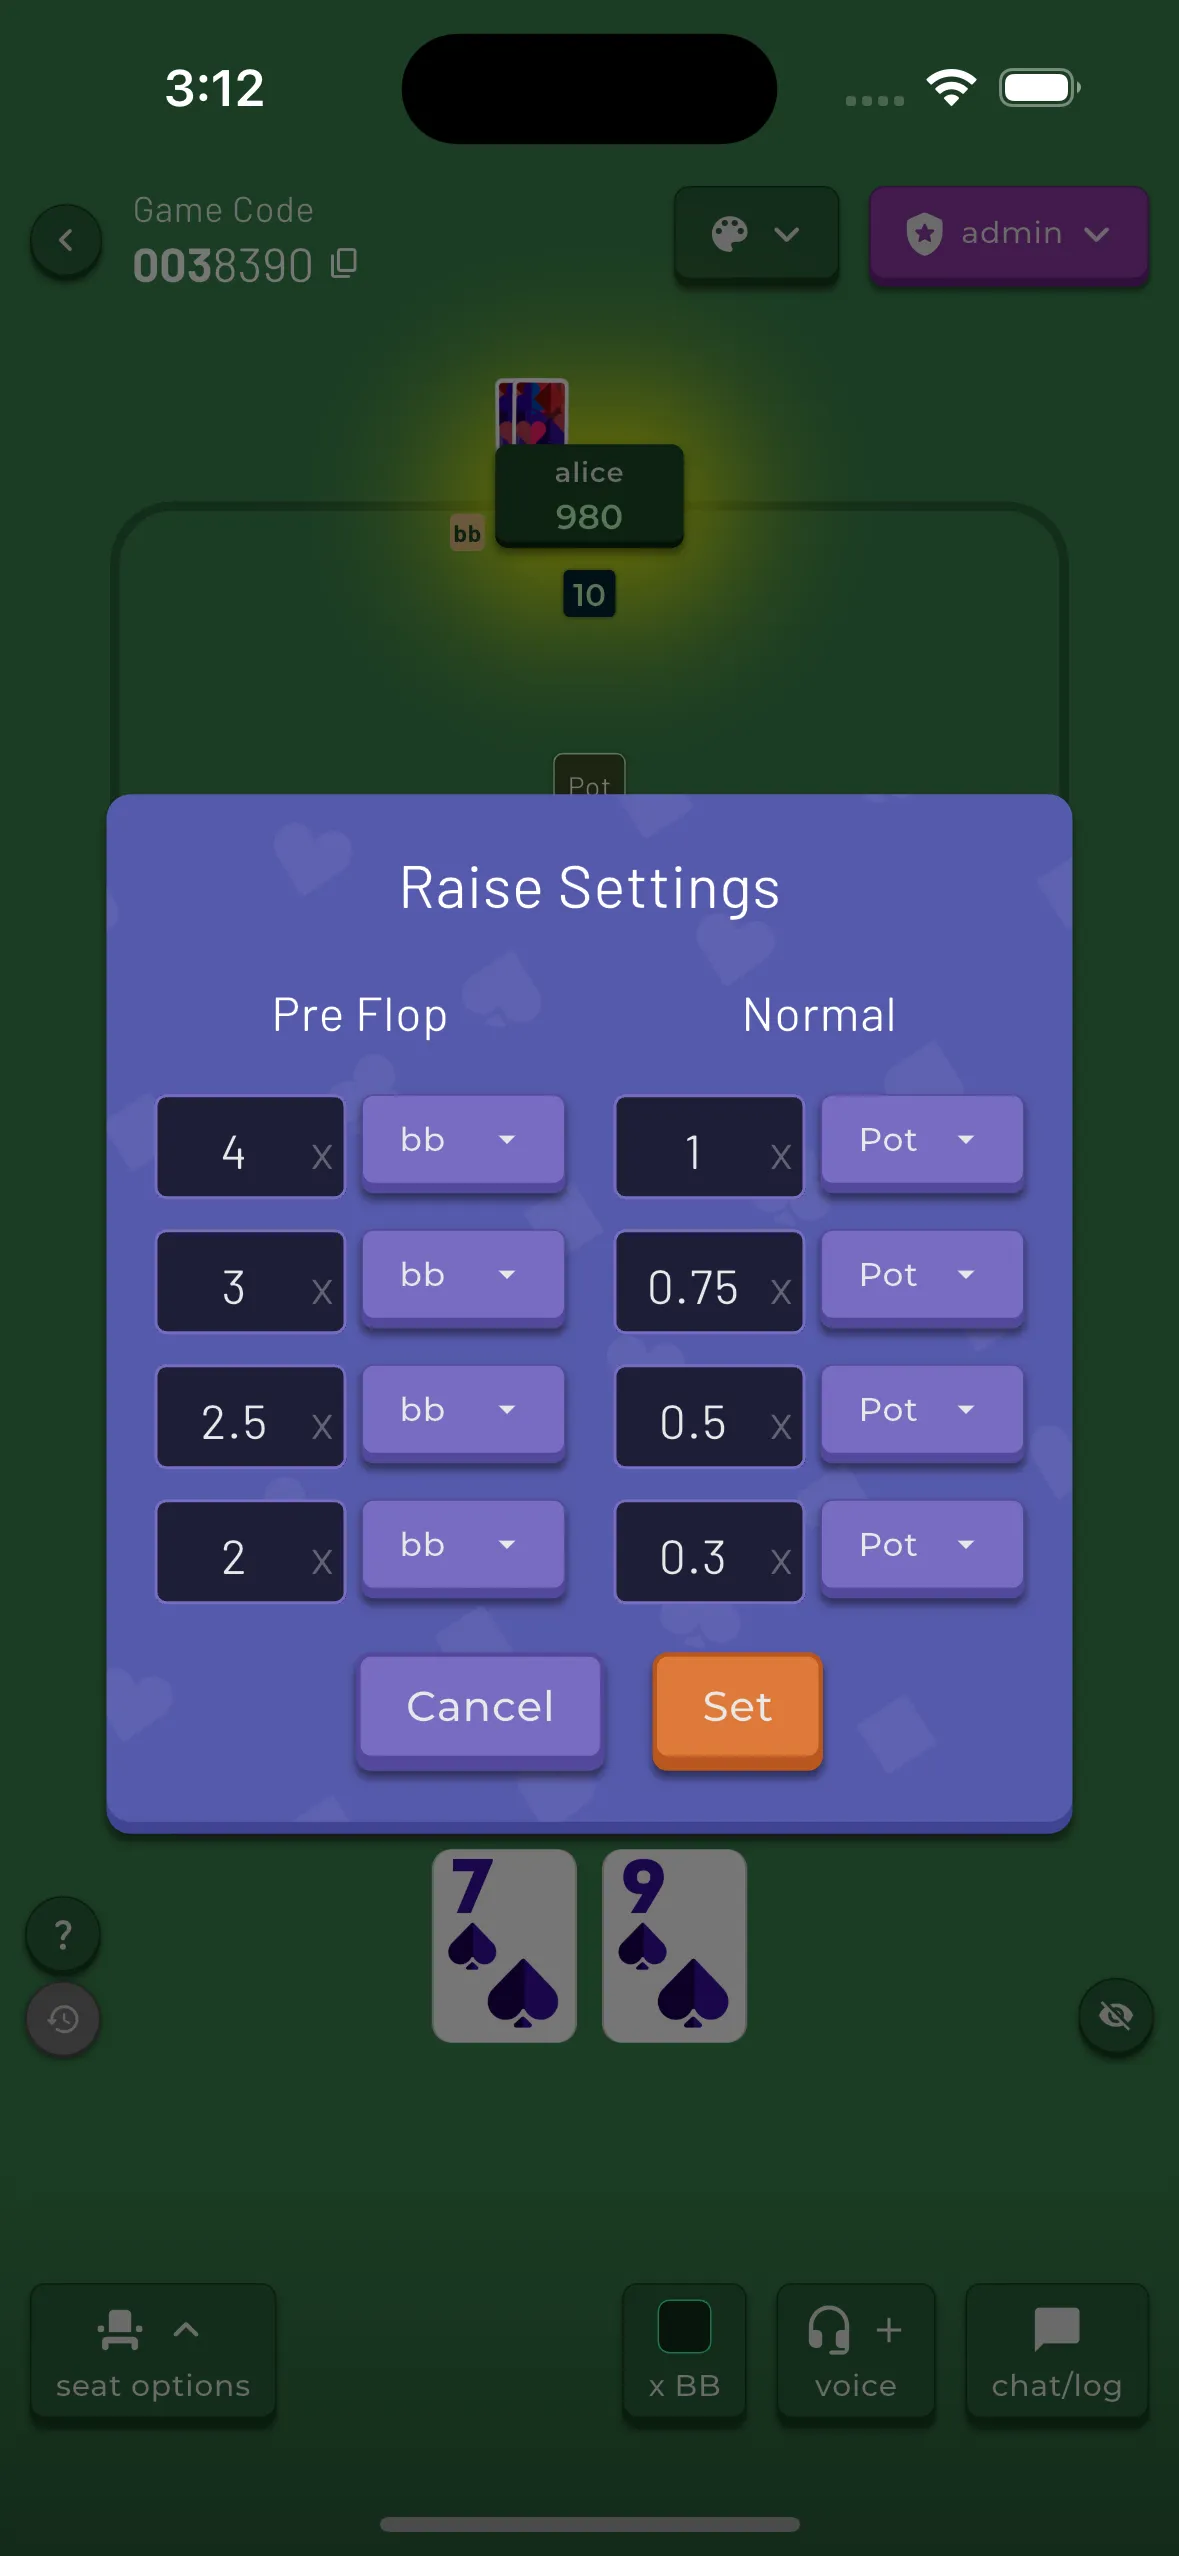 3:12
Game Code
0038390
admin
alice
980
bb
10
Pot
Raise Settings
Pre Flop
Normal
4 x bb
1 x Pot
3 x bb
0.75 x Pot
2.5 x bb
0.5 x Pot
2 x bb
0.3 x Pot
Cancel
Set
7
9
?
seat options
x BB
voice
chat/log